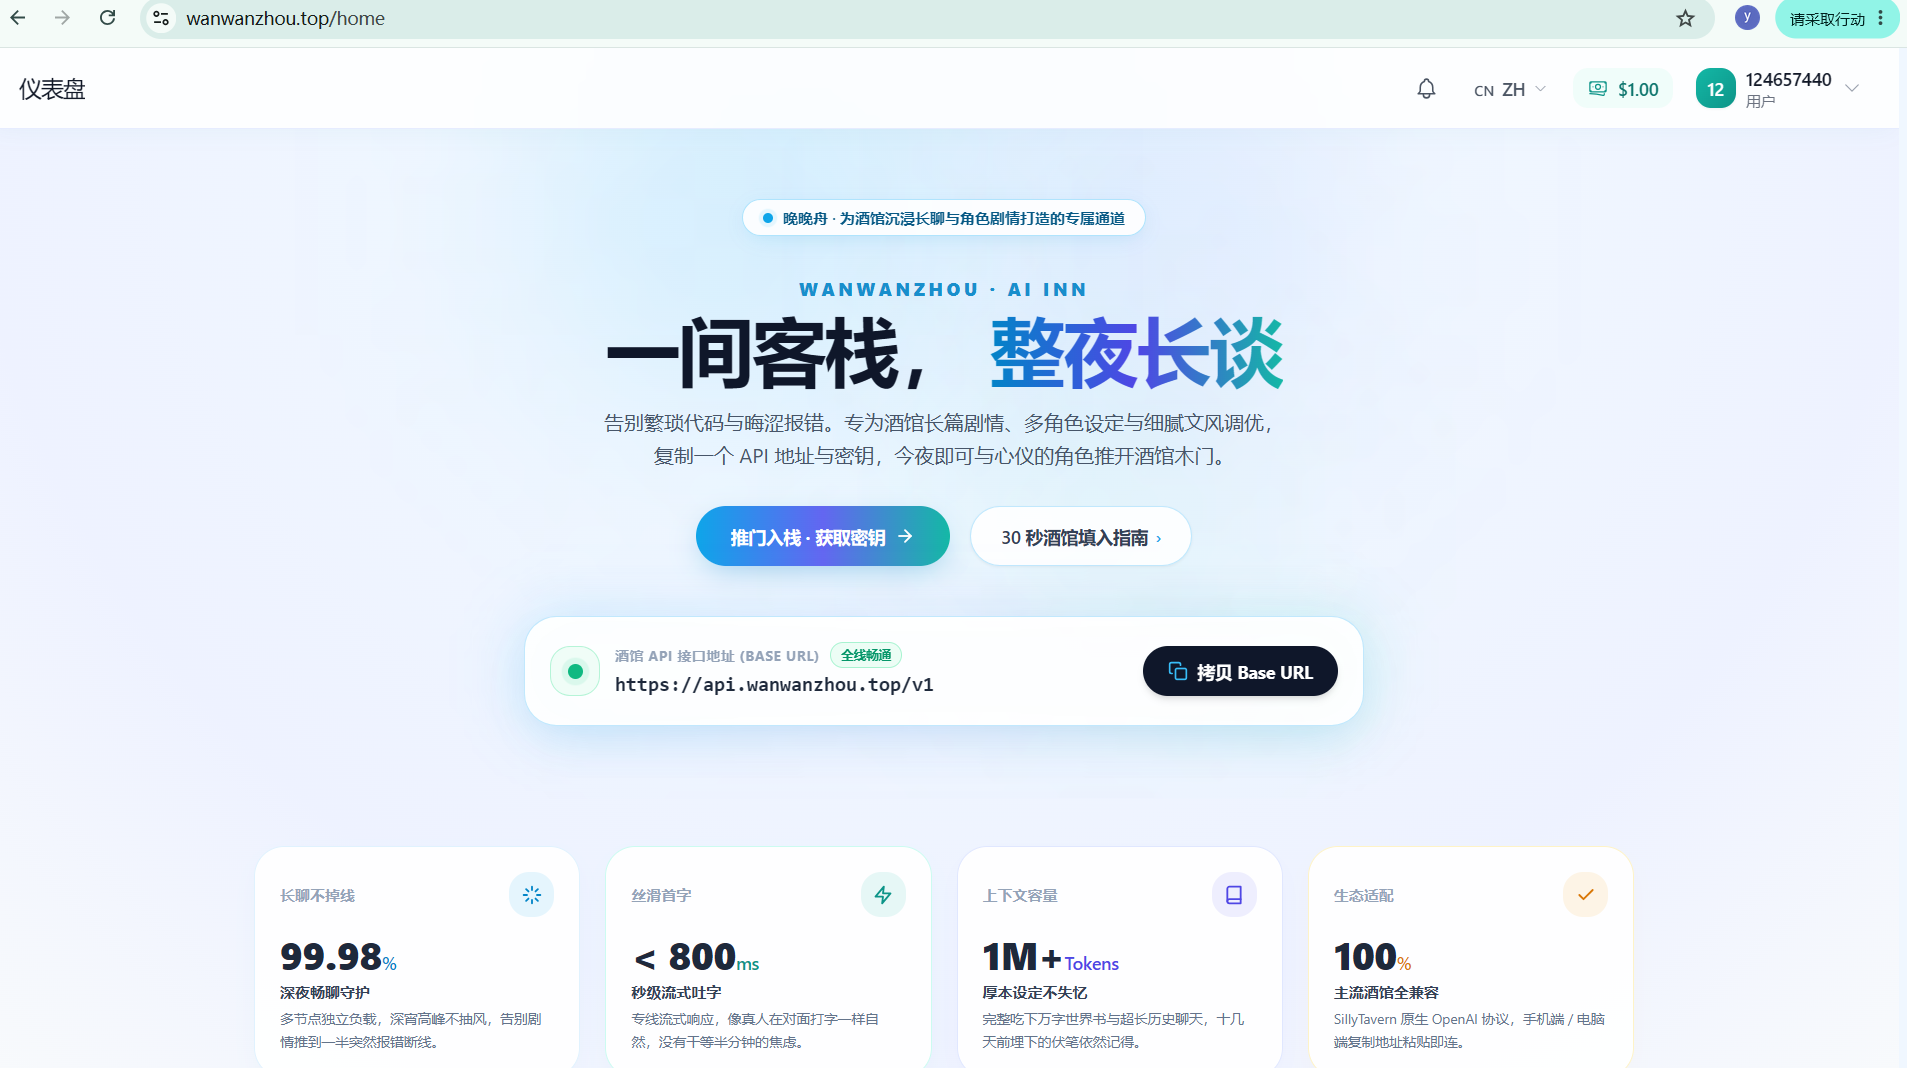 wanwanzhou.top/home
y
请采取行动
仪表盘
CN ZH
$1.00
12
124657440
用户
晚晚舟 · 为酒馆沉浸长聊与角色剧情打造的专属通道
WANWANZHOU · AI INN
一间客栈，整夜长谈
告别繁琐代码与晦涩报错。专为酒馆长篇剧情、多角色设定与细腻文风调优，
复制一个 API 地址与密钥，今夜即可与心仪的角色推开酒馆木门。
推门入栈 · 获取密钥 →
30 秒酒馆填入指南 ›
酒馆 API 接口地址 (BASE URL) 全线畅通
https://api.wanwanzhou.top/v1
拷贝 Base URL
长聊不掉线
99.98%
深夜畅聊守护
多节点独立负载，深宵高峰不抽风，告别剧
情推到一半突然报错断线。
丝滑首字
< 800ms
秒级流式吐字
专线流式响应，像真人在对面打字一样自
然，没有干等半分钟的焦虑。
上下文容量
1M+Tokens
厚本设定不失忆
完整吃下万字世界书与超长历史聊天，十几
天前埋下的伏笔依然记得。
生态适配
100%
主流酒馆全兼容
SillyTavern 原生 OpenAI 协议，手机端 / 电脑
端复制地址粘贴即连。